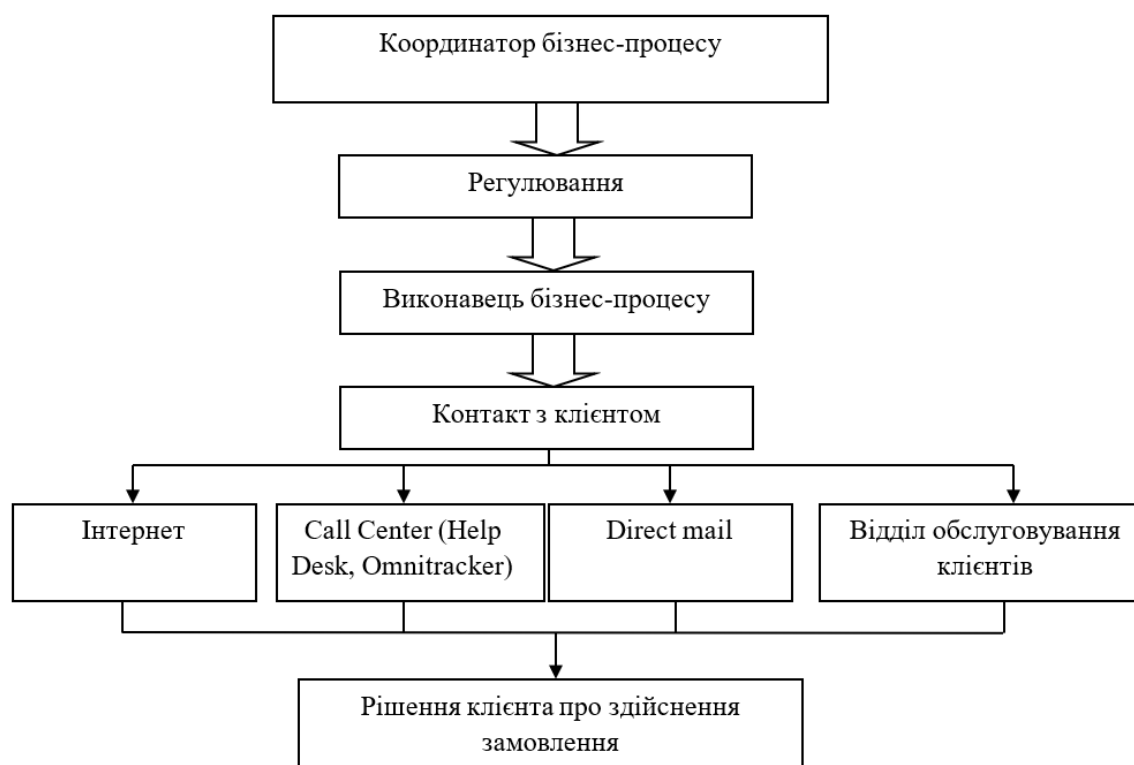 Координатор бізнес-процесу
Регулювання
Виконавець бізнес-процесу
Контакт з клієнтом
Інтернет
Call Center (Help
Desk, Omnitracker)
Direct mail
Відділ обслуговування
клієнтів
Рішення клієнта про здійснення
замовлення